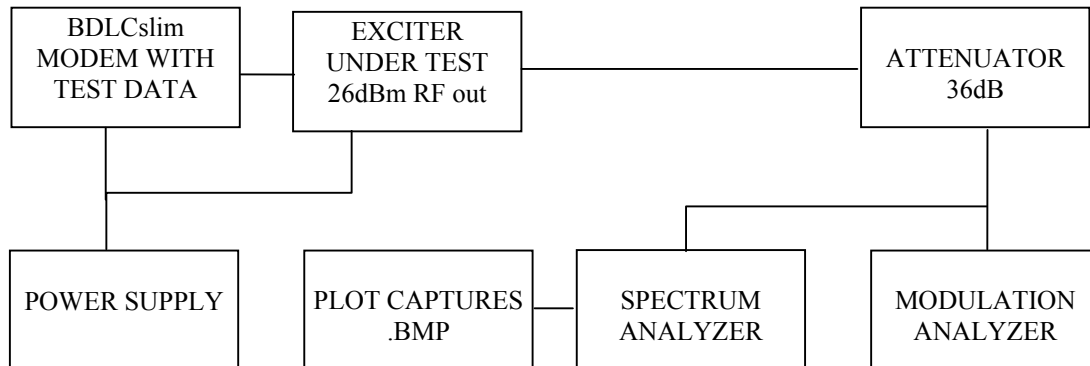 BDLCslim
MODEM WITH
TEST DATA
EXCITER
UNDER TEST
26dBm RF out
ATTENUATOR
36dB
POWER SUPPLY
PLOT CAPTURES
.BMP
SPECTRUM
ANALYZER
MODULATION
ANALYZER